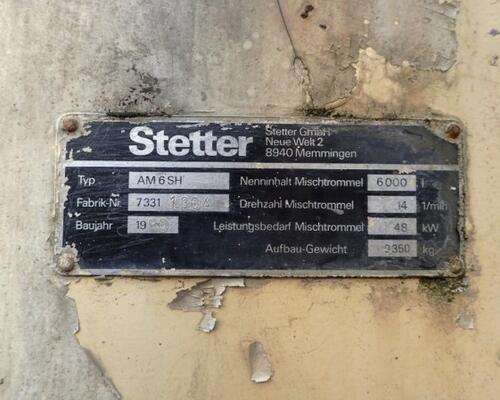 Stetter
Stetter GmbH
Neue Welt 2
8940 Memmingen
Typ AM 6 SH Nenninhalt Mischtrommel 6000 l
Fabrik-Nr. 7331 Drehzahl Mischtrommel 14 1/min
Baujahr 19 Leistungsbedarf Mischtrommel 48 kW
Aufbau-Gewicht 3350 kg